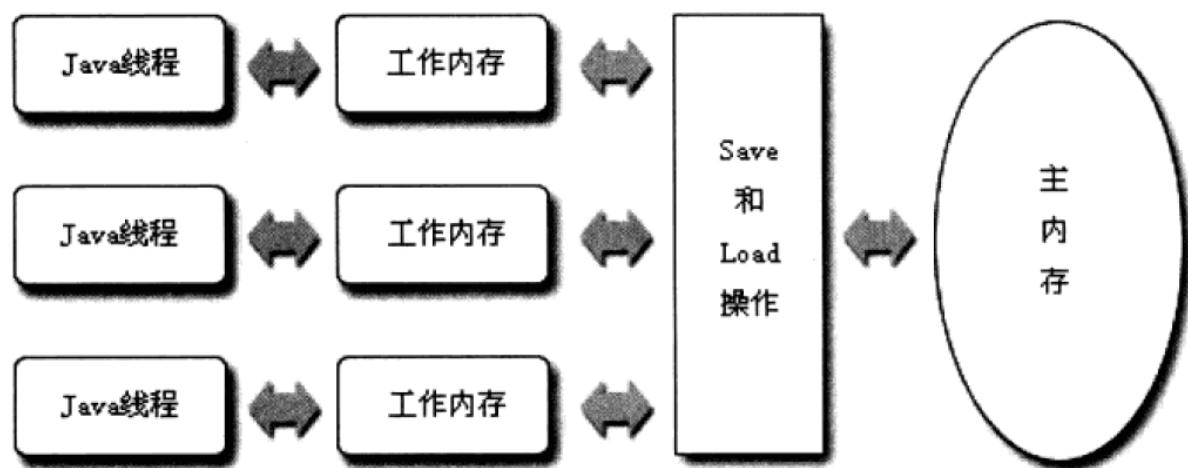 Java线程
工作内存
Java线程
工作内存
Java线程
工作内存
Save
和
Load
操作
主
内
存